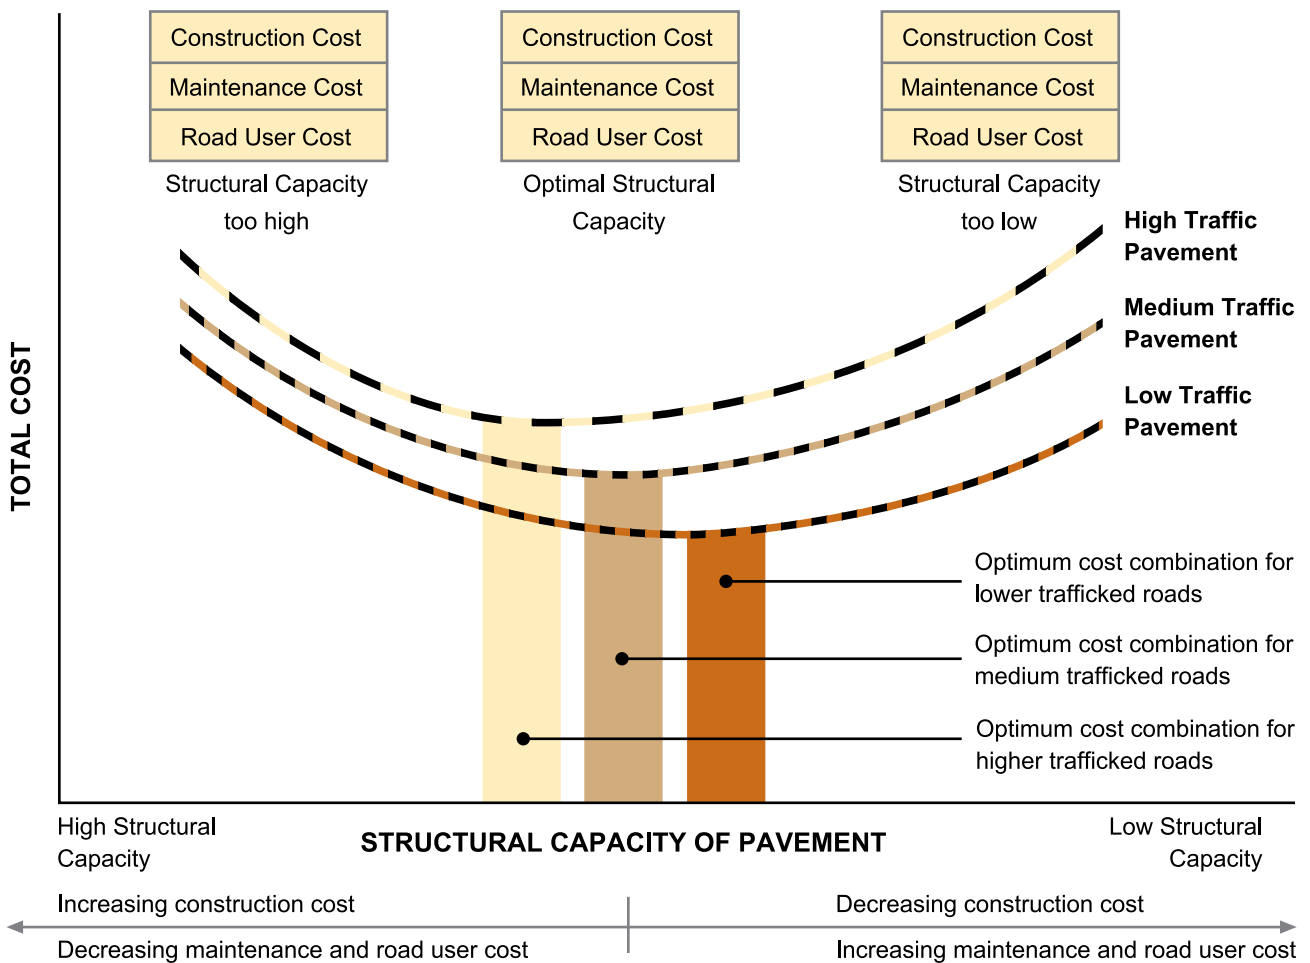 Construction Cost
Maintenance Cost
Road User Cost
Structural Capacity
too high
Construction Cost
Maintenance Cost
Road User Cost
Optimal Structural
Capacity
Construction Cost
Maintenance Cost
Road User Cost
Structural Capacity
too low
High Traffic
Pavement
Medium Traffic
Pavement
Low Traffic
Pavement
TOTAL COST
Optimum cost combination for
lower trafficked roads
Optimum cost combination for
medium trafficked roads
Optimum cost combination for
higher trafficked roads
High Structural
Capacity
STRUCTURAL CAPACITY OF PAVEMENT
Low Structural
Capacity
Increasing construction cost
Decreasing construction cost
Decreasing maintenance and road user cost
Increasing maintenance and road user cost